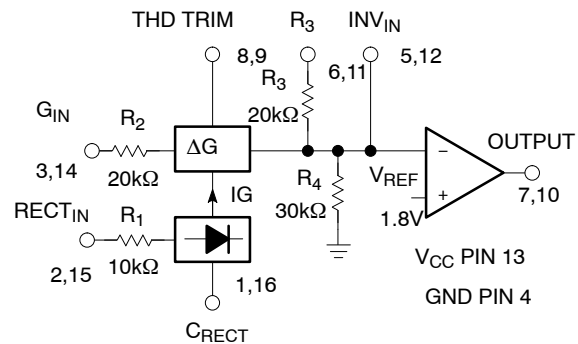 THD TRIM
R3
INVIN
8,9
6,11
5,12
R3
20kΩ
GIN
R2
ΔG
OUTPUT
3,14
20kΩ
IG
R4
VREF
−
+
7,10
RECTIN
R1
30kΩ
1.8V
2,15
10kΩ
1,16
VCC PIN 13
GND PIN 4
CRECT